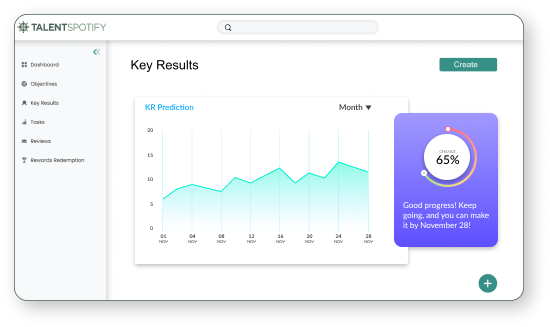 TALENTSPOTIFY
Dashboard
Objectives
Key Results
Tasks
Reviews
Rewards Redemption
Key Results
Create
KR Prediction
Month
20
15
10
5
0
01 04 08 12 16 20 24 28
NOV NOV NOV NOV NOV NOV NOV NOV
CHANCE
65%
Good progress! Keep
going, and you can make
it by November 28!